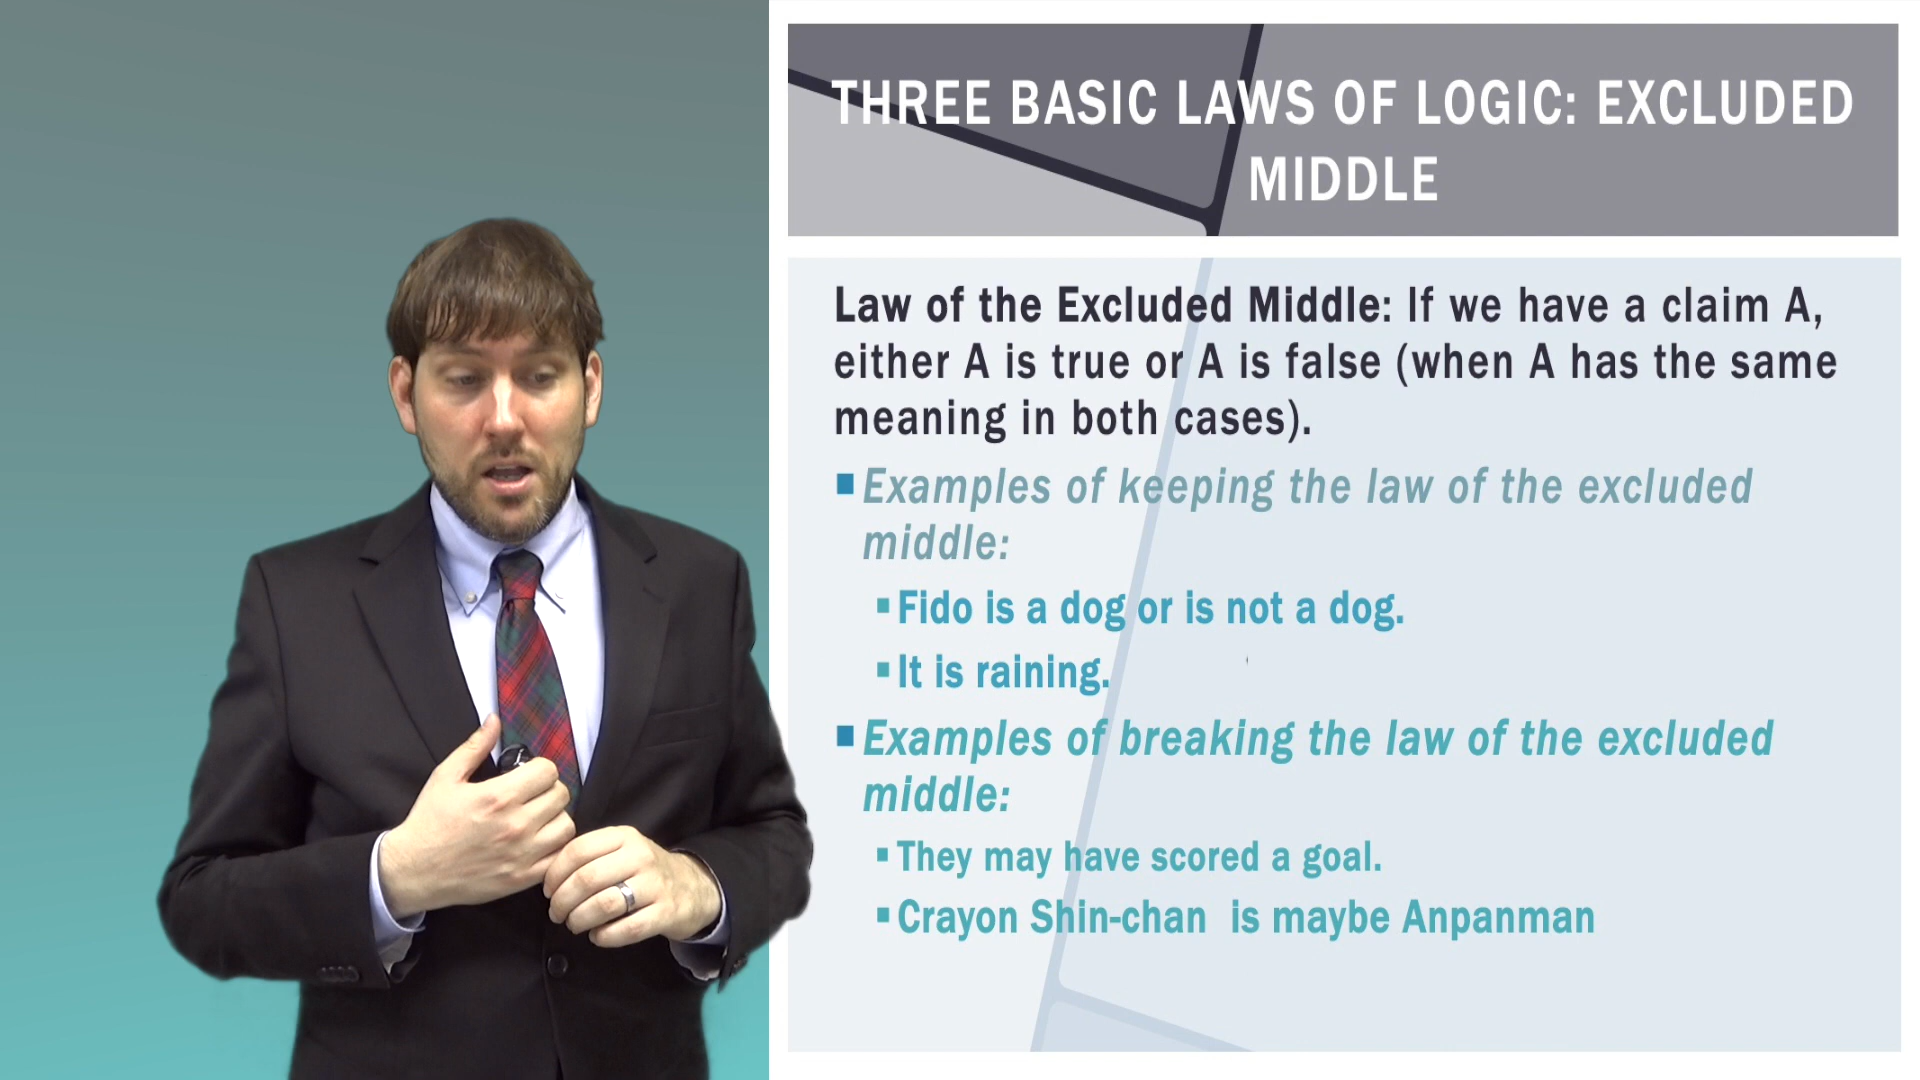 THREE BASIC LAWS OF LOGIC: EXCLUDED
MIDDLE
Law of the Excluded Middle: If we have a claim A,
either A is true or A is false (when A has the same
meaning in both cases).
Examples of keeping the law of the excluded
middle:
Fido is a dog or is not a dog.
It is raining.
Examples of breaking the law of the excluded
middle:
They may have scored a goal.
Crayon Shin-chan is maybe Anpanman